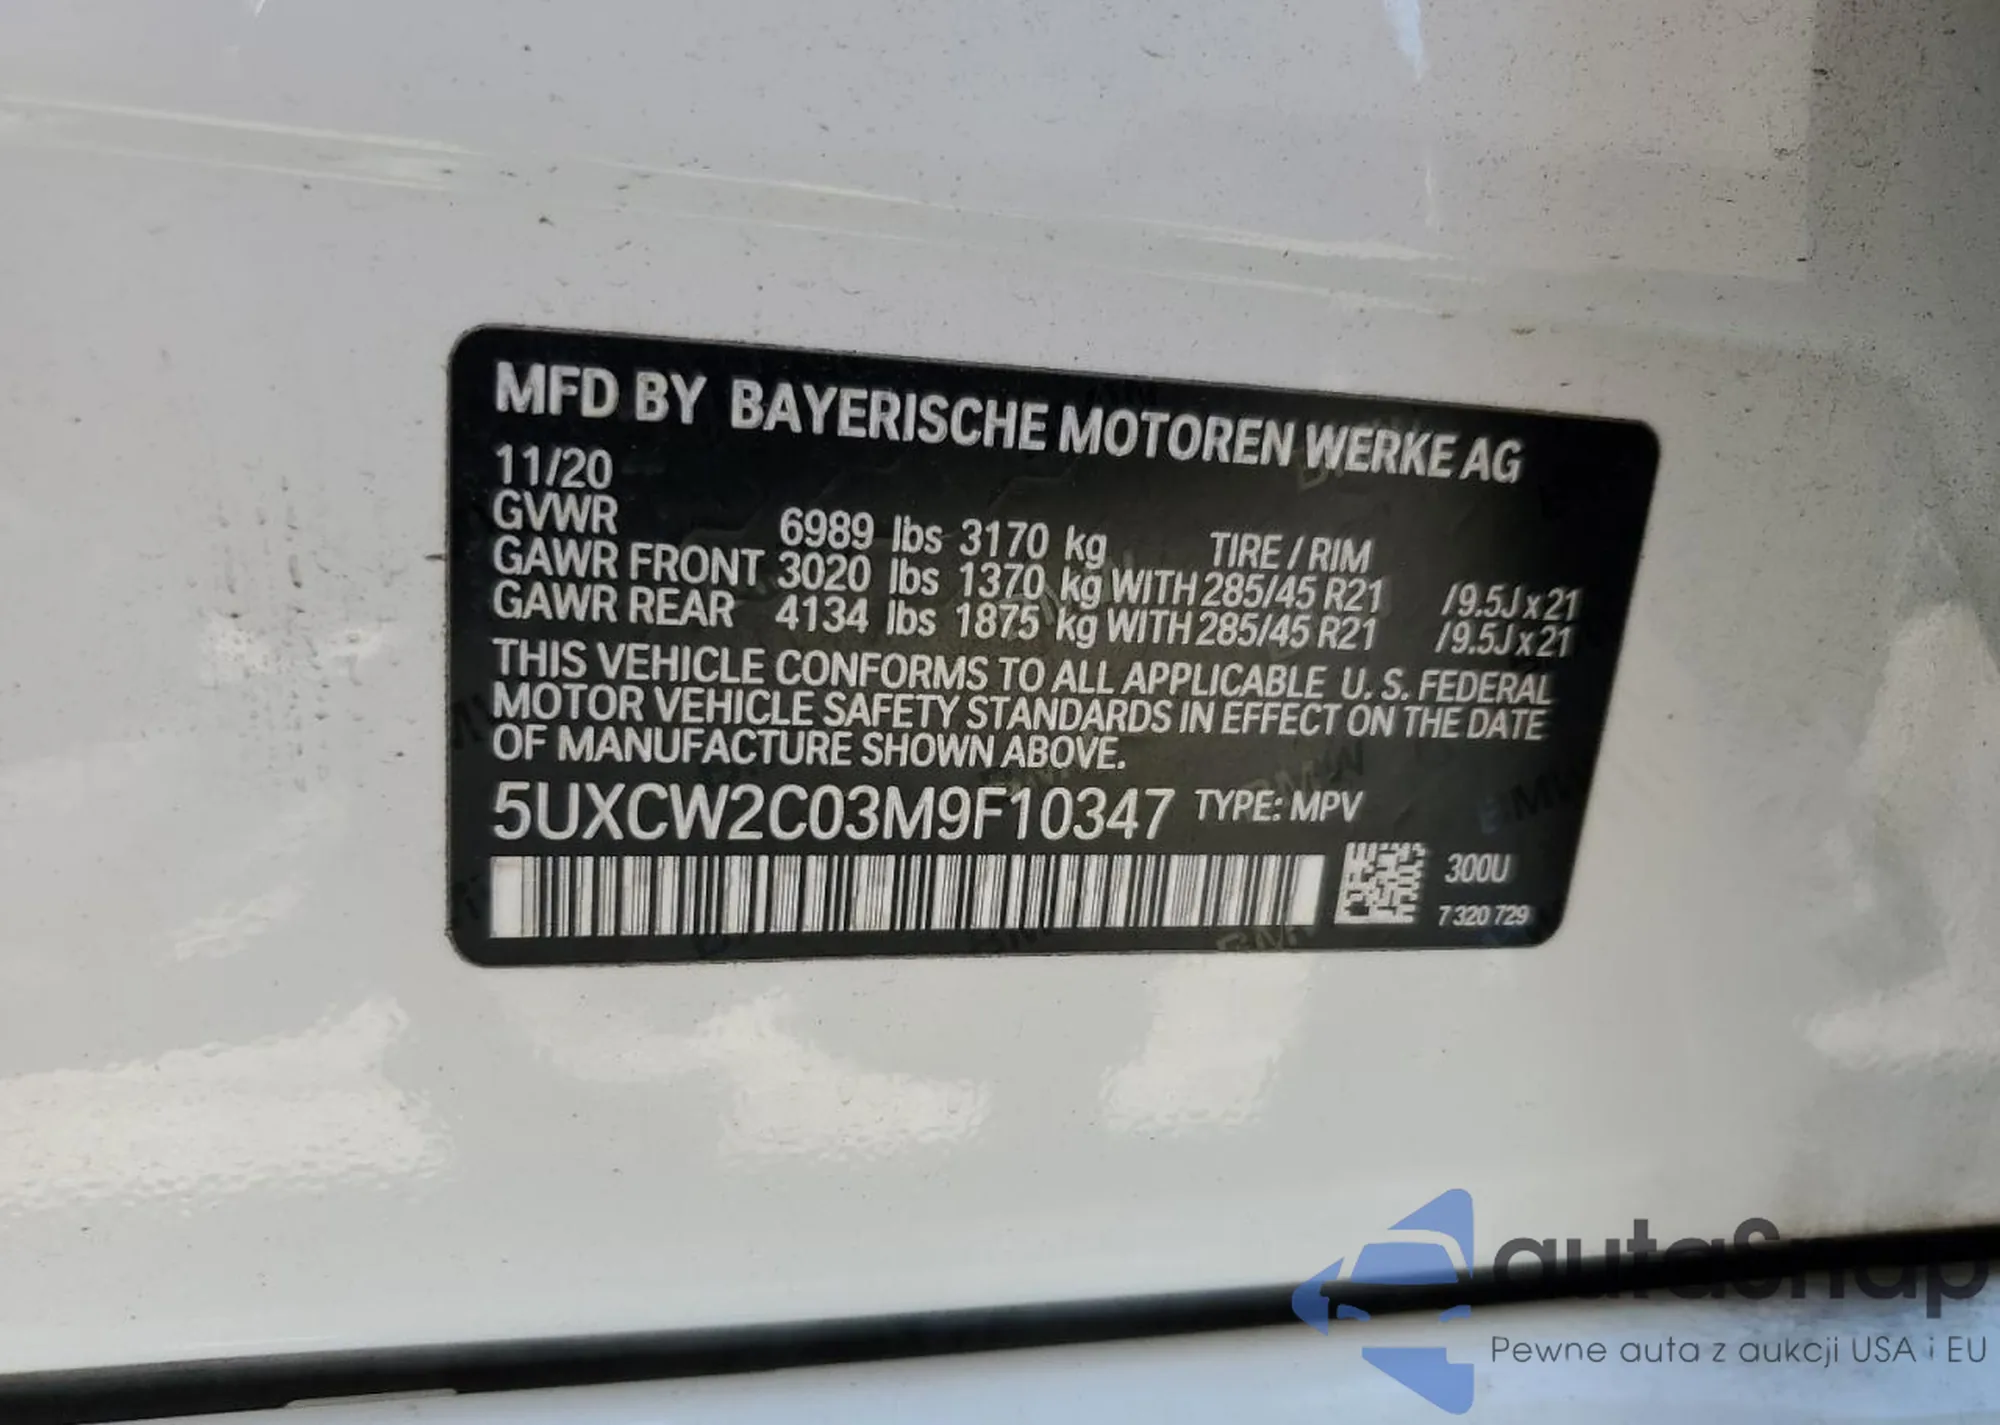 MFD BY BAYERISCHE MOTOREN WERKE AG
11/20
GVWR 6989 lbs 3170 kg TIRE / RIM
GAWR FRONT 3020 lbs 1370 kg WITH 285/45 R21 /9.5J x 21
GAWR REAR 4134 lbs 1875 kg WITH 285/45 R21 /9.5J x 21
THIS VEHICLE CONFORMS TO ALL APPLICABLE U. S. FEDERAL
MOTOR VEHICLE SAFETY STANDARDS IN EFFECT ON THE DATE
OF MANUFACTURE SHOWN ABOVE.
5UXCW2C03M9F10347 TYPE: MPV
300U
7 320 729
autaSnap
Pewne auta z aukcji USA i EU